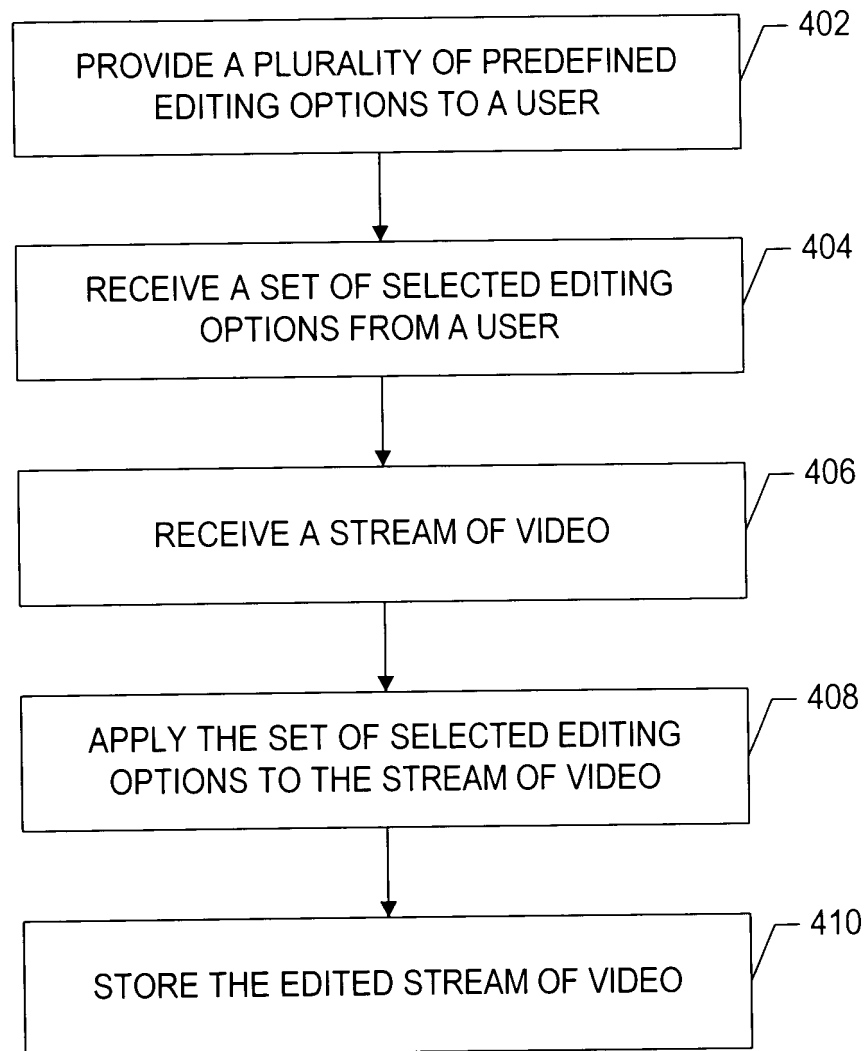 402
PROVIDE A PLURALITY OF PREDEFINED
EDITING OPTIONS TO A USER
404
RECEIVE A SET OF SELECTED EDITING
OPTIONS FROM A USER
406
RECEIVE A STREAM OF VIDEO
408
APPLY THE SET OF SELECTED EDITING
OPTIONS TO THE STREAM OF VIDEO
410
STORE THE EDITED STREAM OF VIDEO